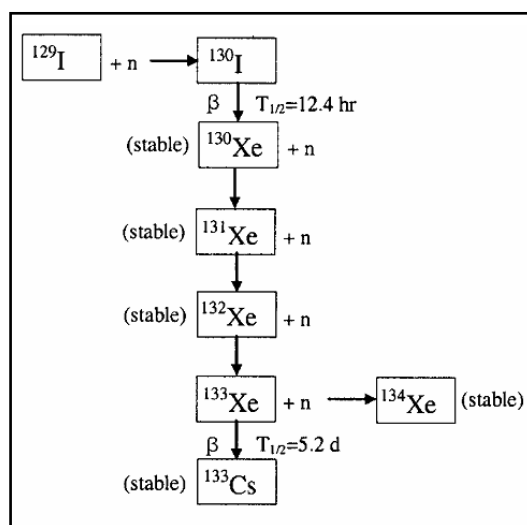 ¹²⁹I + n ¹³⁰I
β T₁/₂=12.4 hr
(stable) ¹³⁰Xe + n
(stable) ¹³¹Xe + n
(stable) ¹³²Xe + n
¹³³Xe + n ¹³⁴Xe (stable)
β T₁/₂=5.2 d
(stable) ¹³³Cs